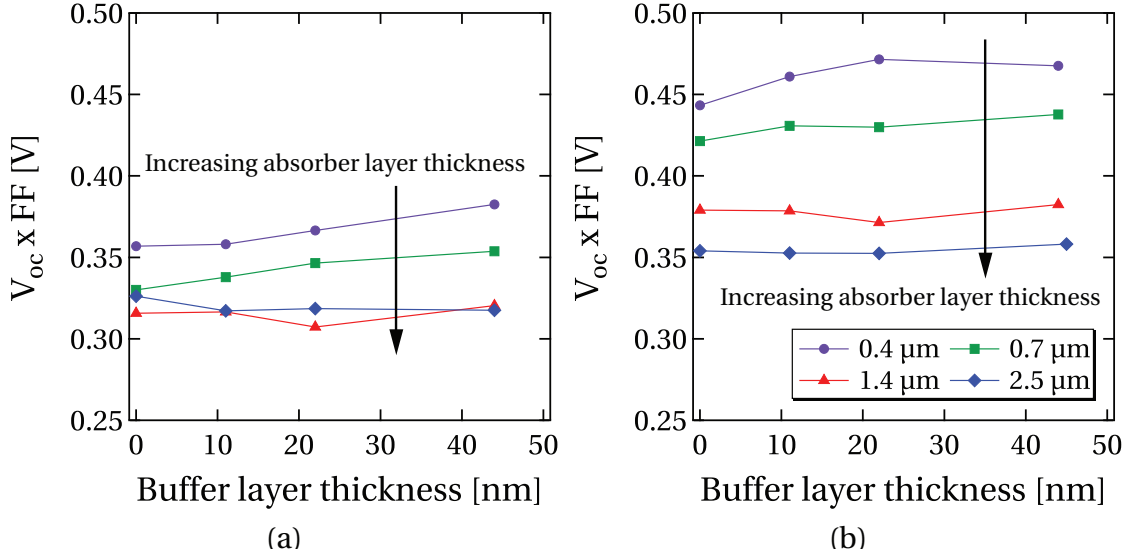 0.50
0.45
0.40
0.35
0.30
0.25
V_oc x FF [V]
Increasing absorber layer thickness
0 10 20 30 40 50
Buffer layer thickness [nm]
(a)
0.50
0.45
0.40
0.35
0.30
0.25
V_oc x FF [V]
Increasing absorber layer thickness
0.4 µm 0.7 µm
1.4 µm 2.5 µm
0 10 20 30 40 50
Buffer layer thickness [nm]
(b)